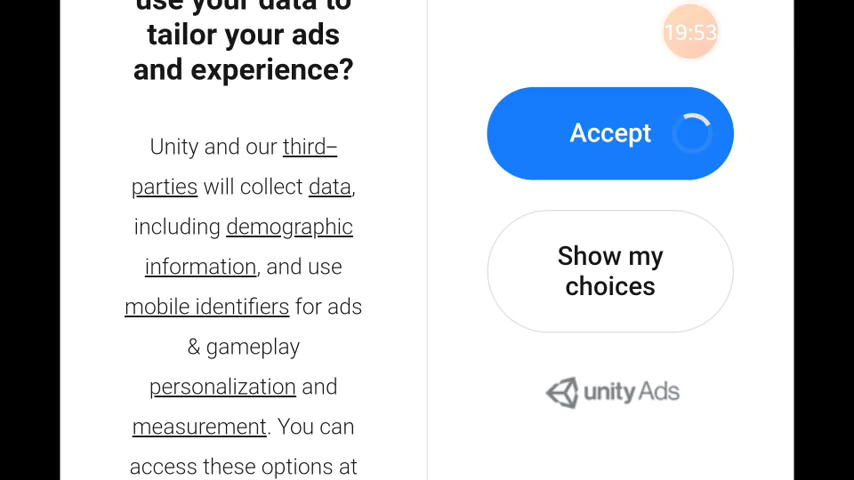 use your data to
tailor your ads
and experience?
Unity and our third–
parties will collect data,
including demographic
information, and use
mobile identifiers for ads
& gameplay
personalization and
measurement. You can
access these options at
19:53
Accept
Show my
choices
unity Ads